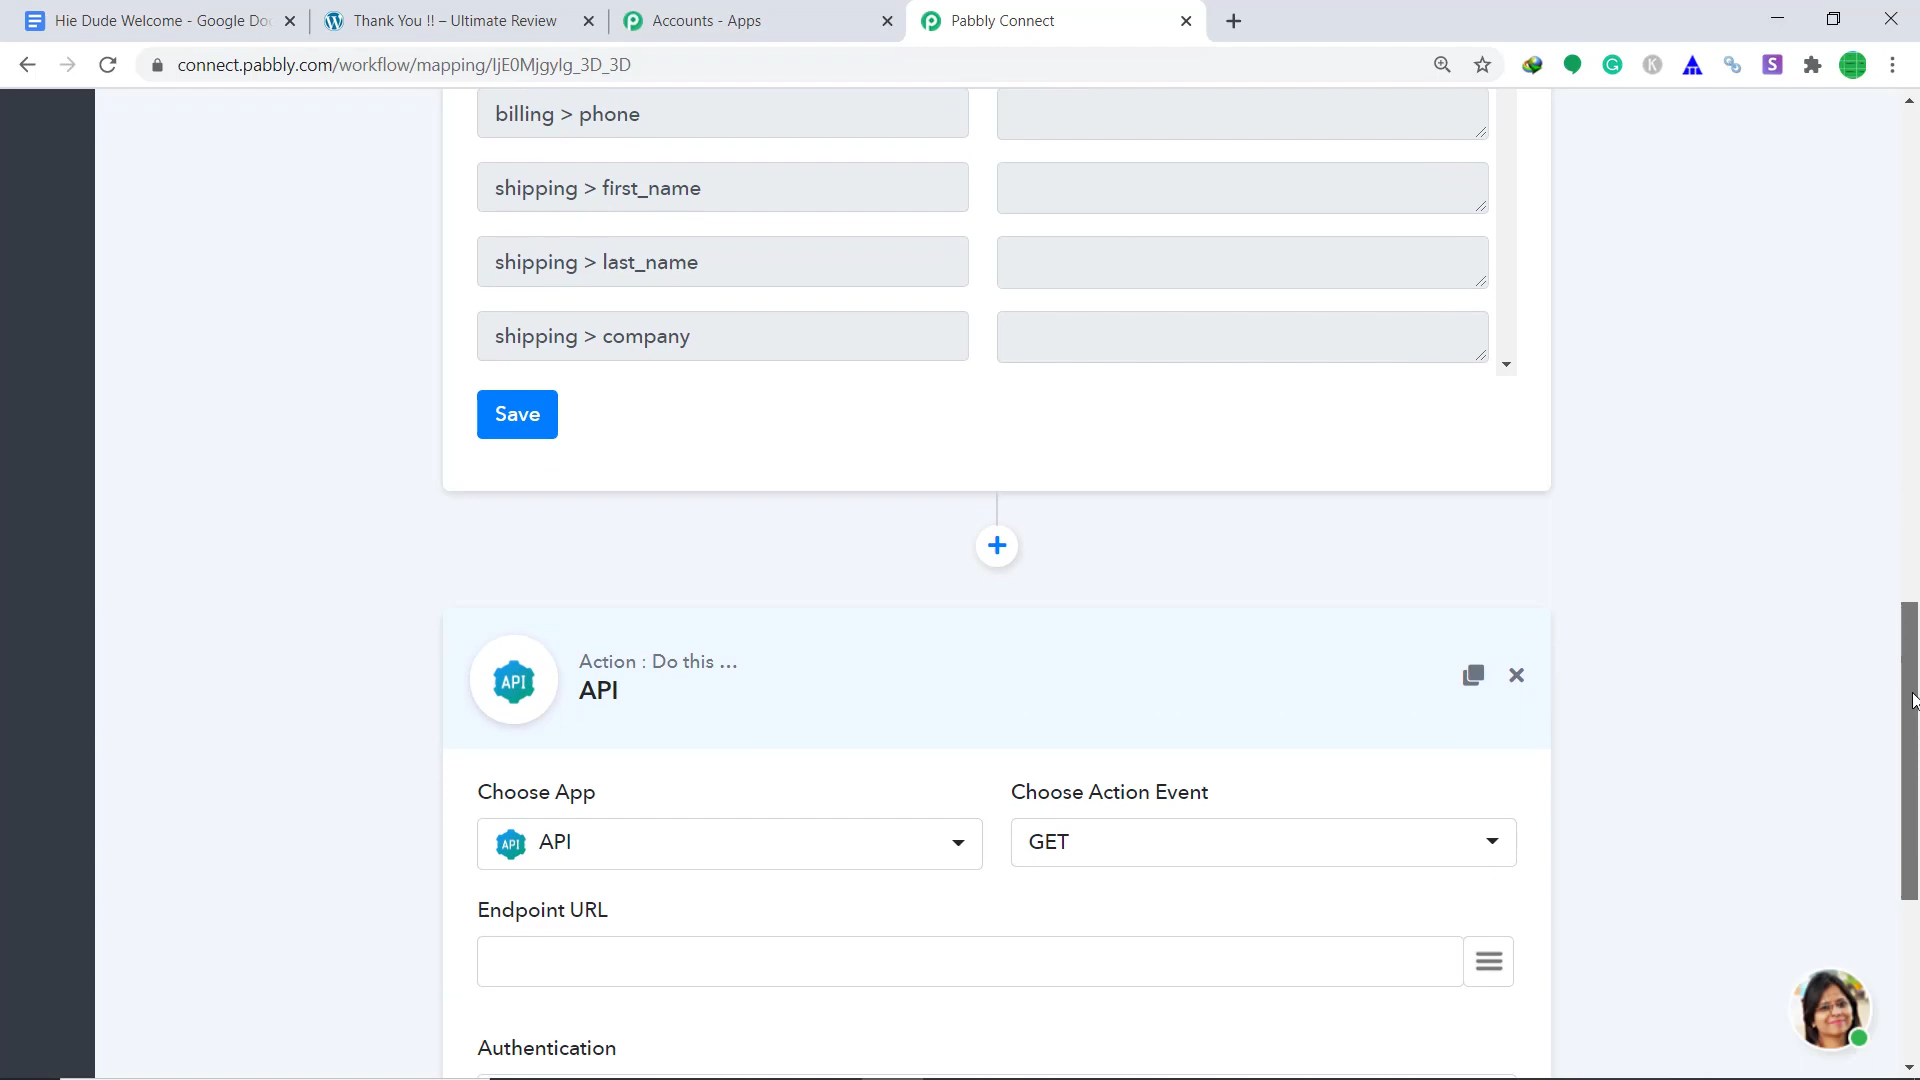 Hie Dude Welcome - Google Do
Thank You !! – Ultimate Review
Accounts - Apps
Pabbly Connect
connect.pabbly.com/workflow/mapping/IjE0MjgyIg_3D_3D
billing > phone
shipping > first_name
shipping > last_name
shipping > company
Save
API
Action : Do this ...
API
Choose App
Choose Action Event
API
API
GET
Endpoint URL
Authentication